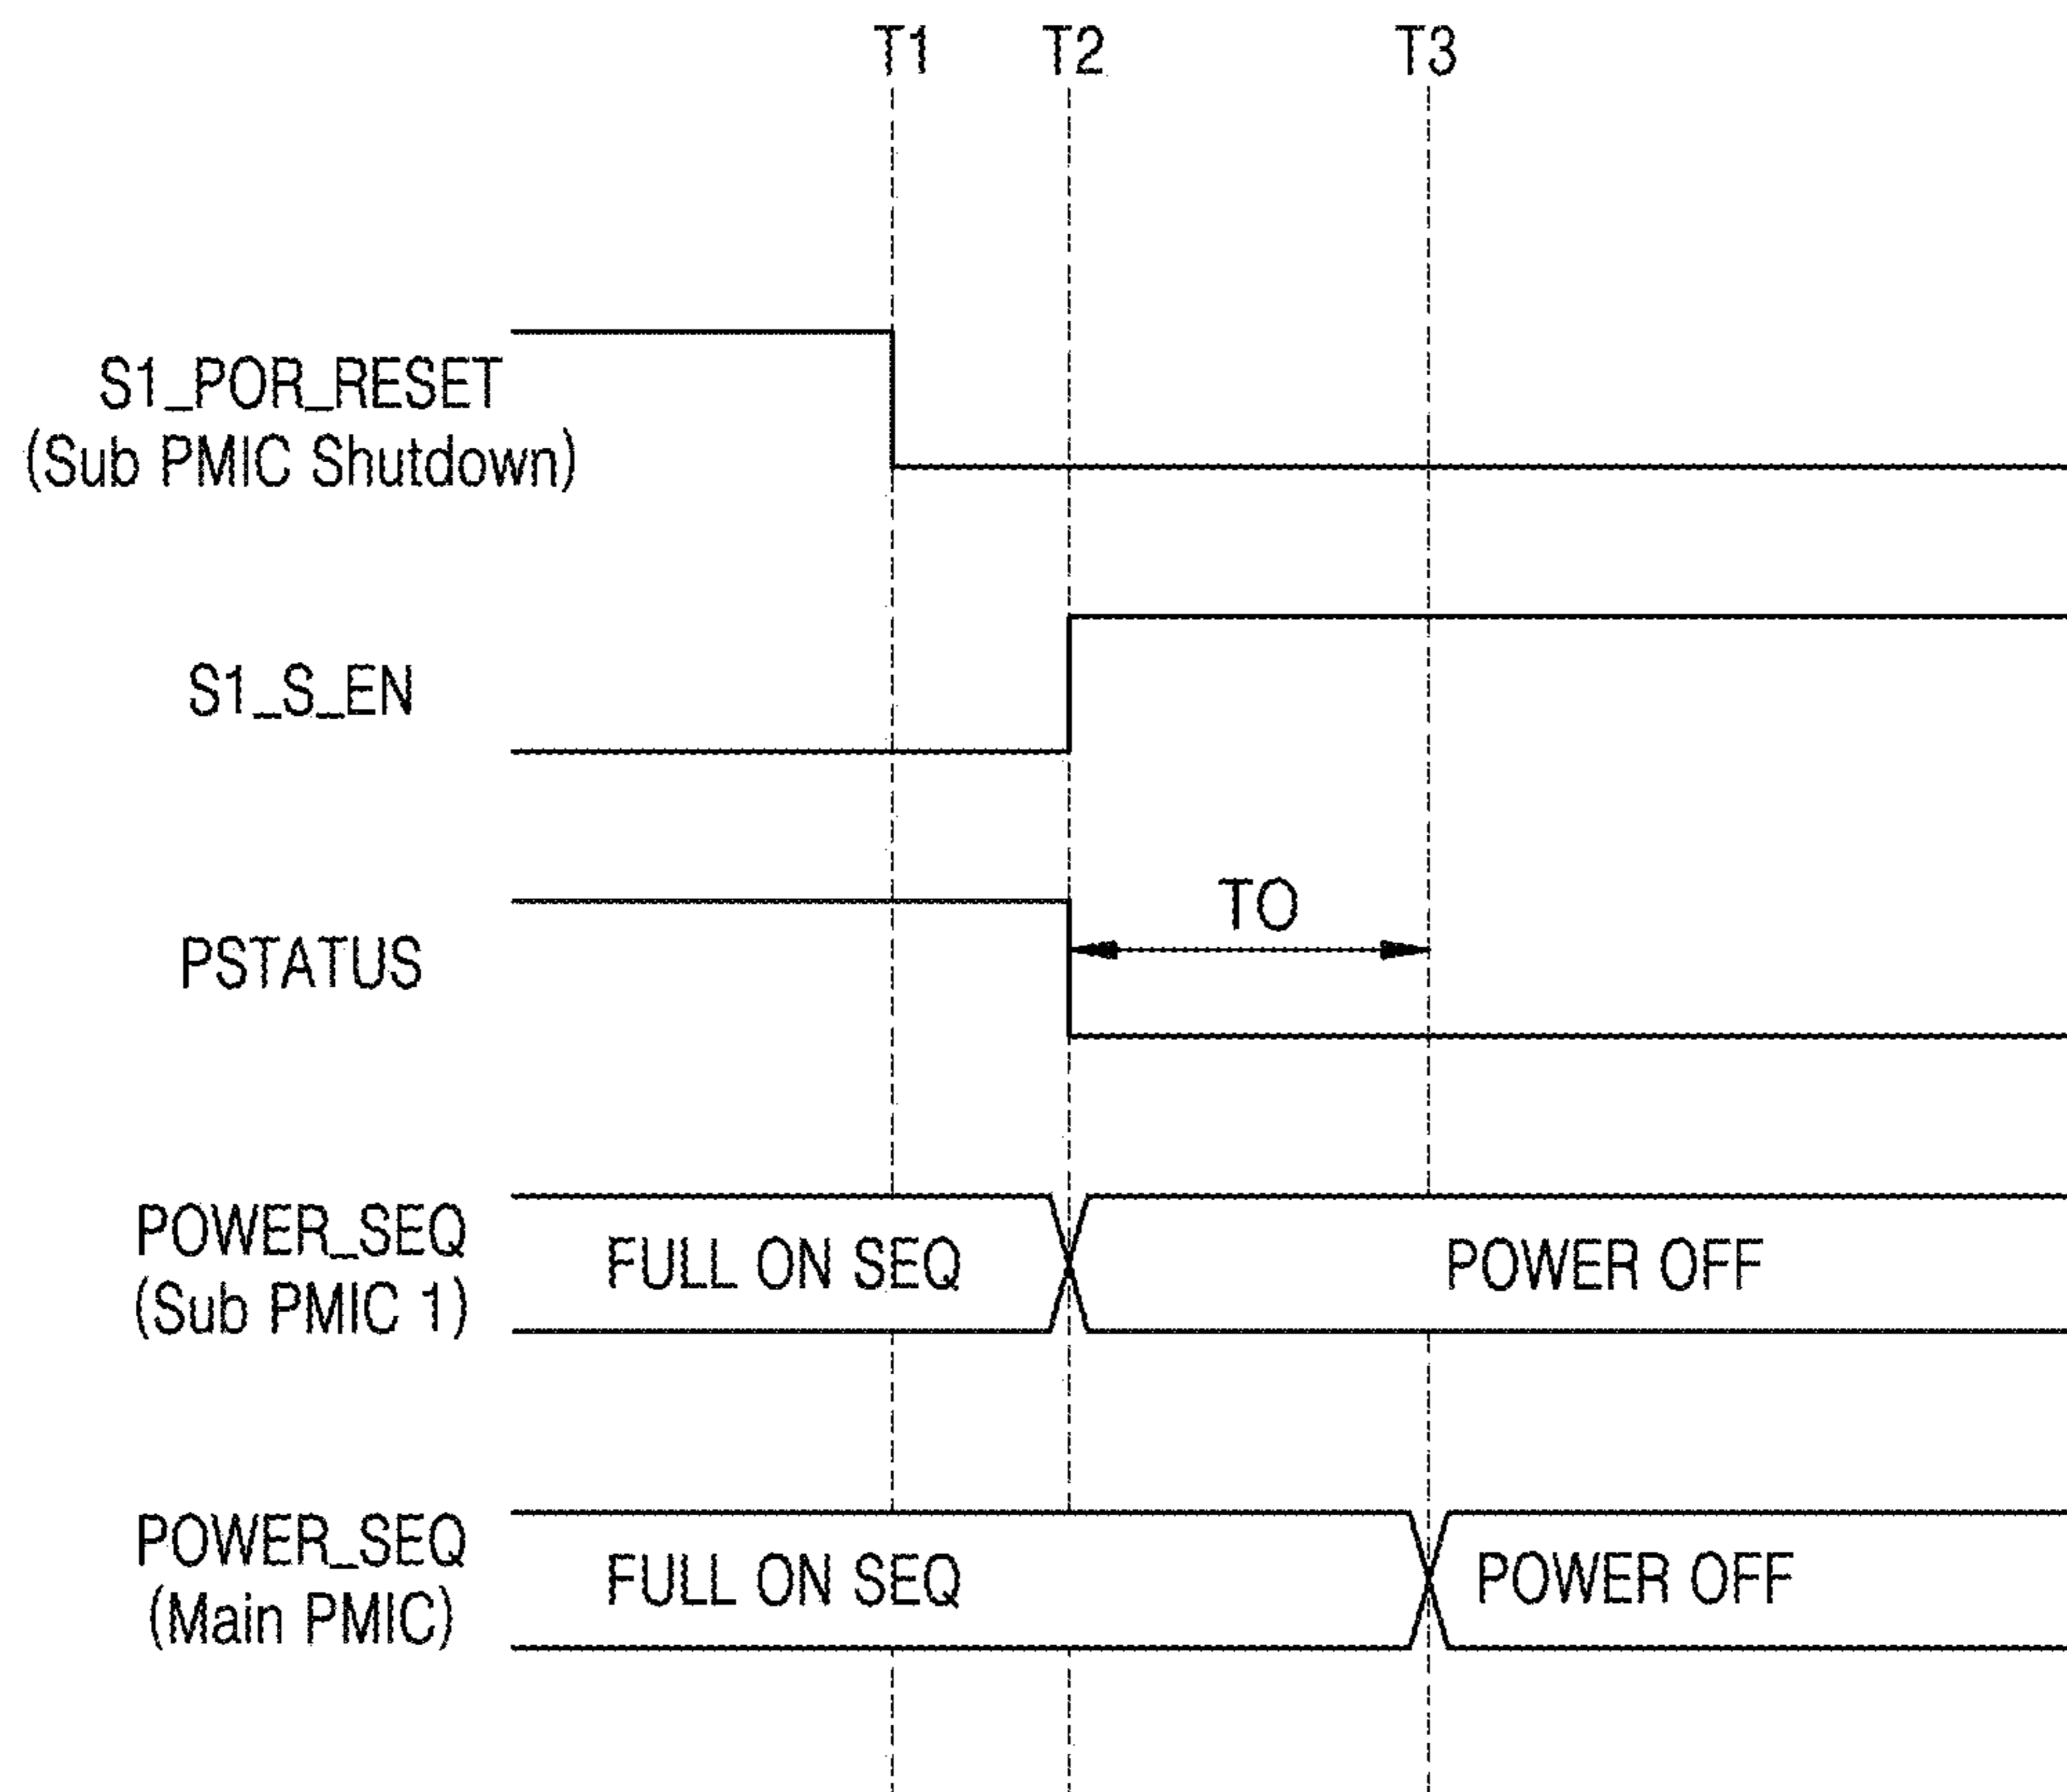 T1 T2 T3
S1_POR_RESET
(Sub PMIC Shutdown)
S1_S_EN
TO
PSTATUS
POWER_SEQ
(Sub PMIC 1)
FULL ON SEQ
POWER OFF
POWER_SEQ
(Main PMIC)
FULL ON SEQ
POWER OFF